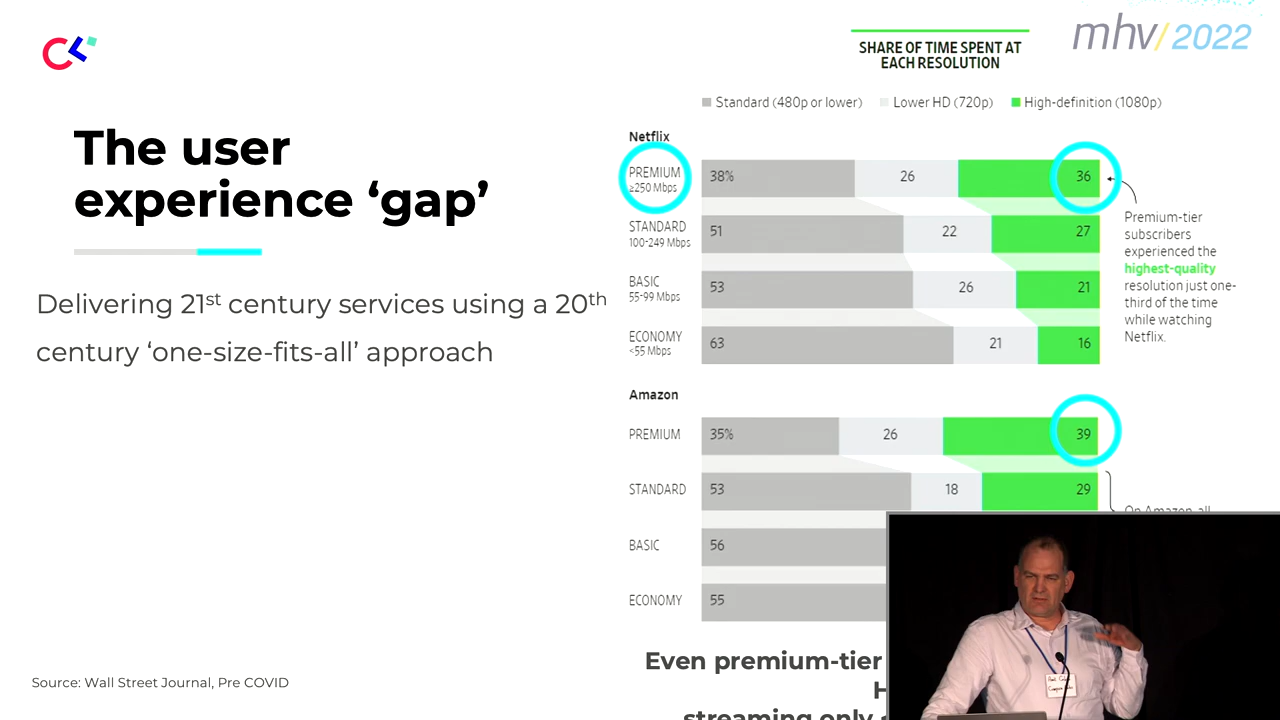 mhv/2022
SHARE OF TIME SPENT AT
EACH RESOLUTION
Standard (480p or lower) Lower HD (720p) High-definition (1080p)
The user
experience ‘gap’
Delivering 21st century services using a 20th
century ‘one-size-fits-all’ approach
Netflix
PREMIUM
≥250 Mbps
38% 26 36
STANDARD
100-249 Mbps
51 22 27
BASIC
55-99 Mbps
53 26 21
ECONOMY
<55 Mbps
63 21 16
Premium-tier
subscribers
experienced the
highest-quality
resolution just one-
third of the time
while watching
Netflix.
Amazon
PREMIUM 35% 26 39
STANDARD 53 18 29
On Amazon, all
BASIC 56
ECONOMY 55
Even premium-tier
H
streaming only
Source: Wall Street Journal, Pre COVID